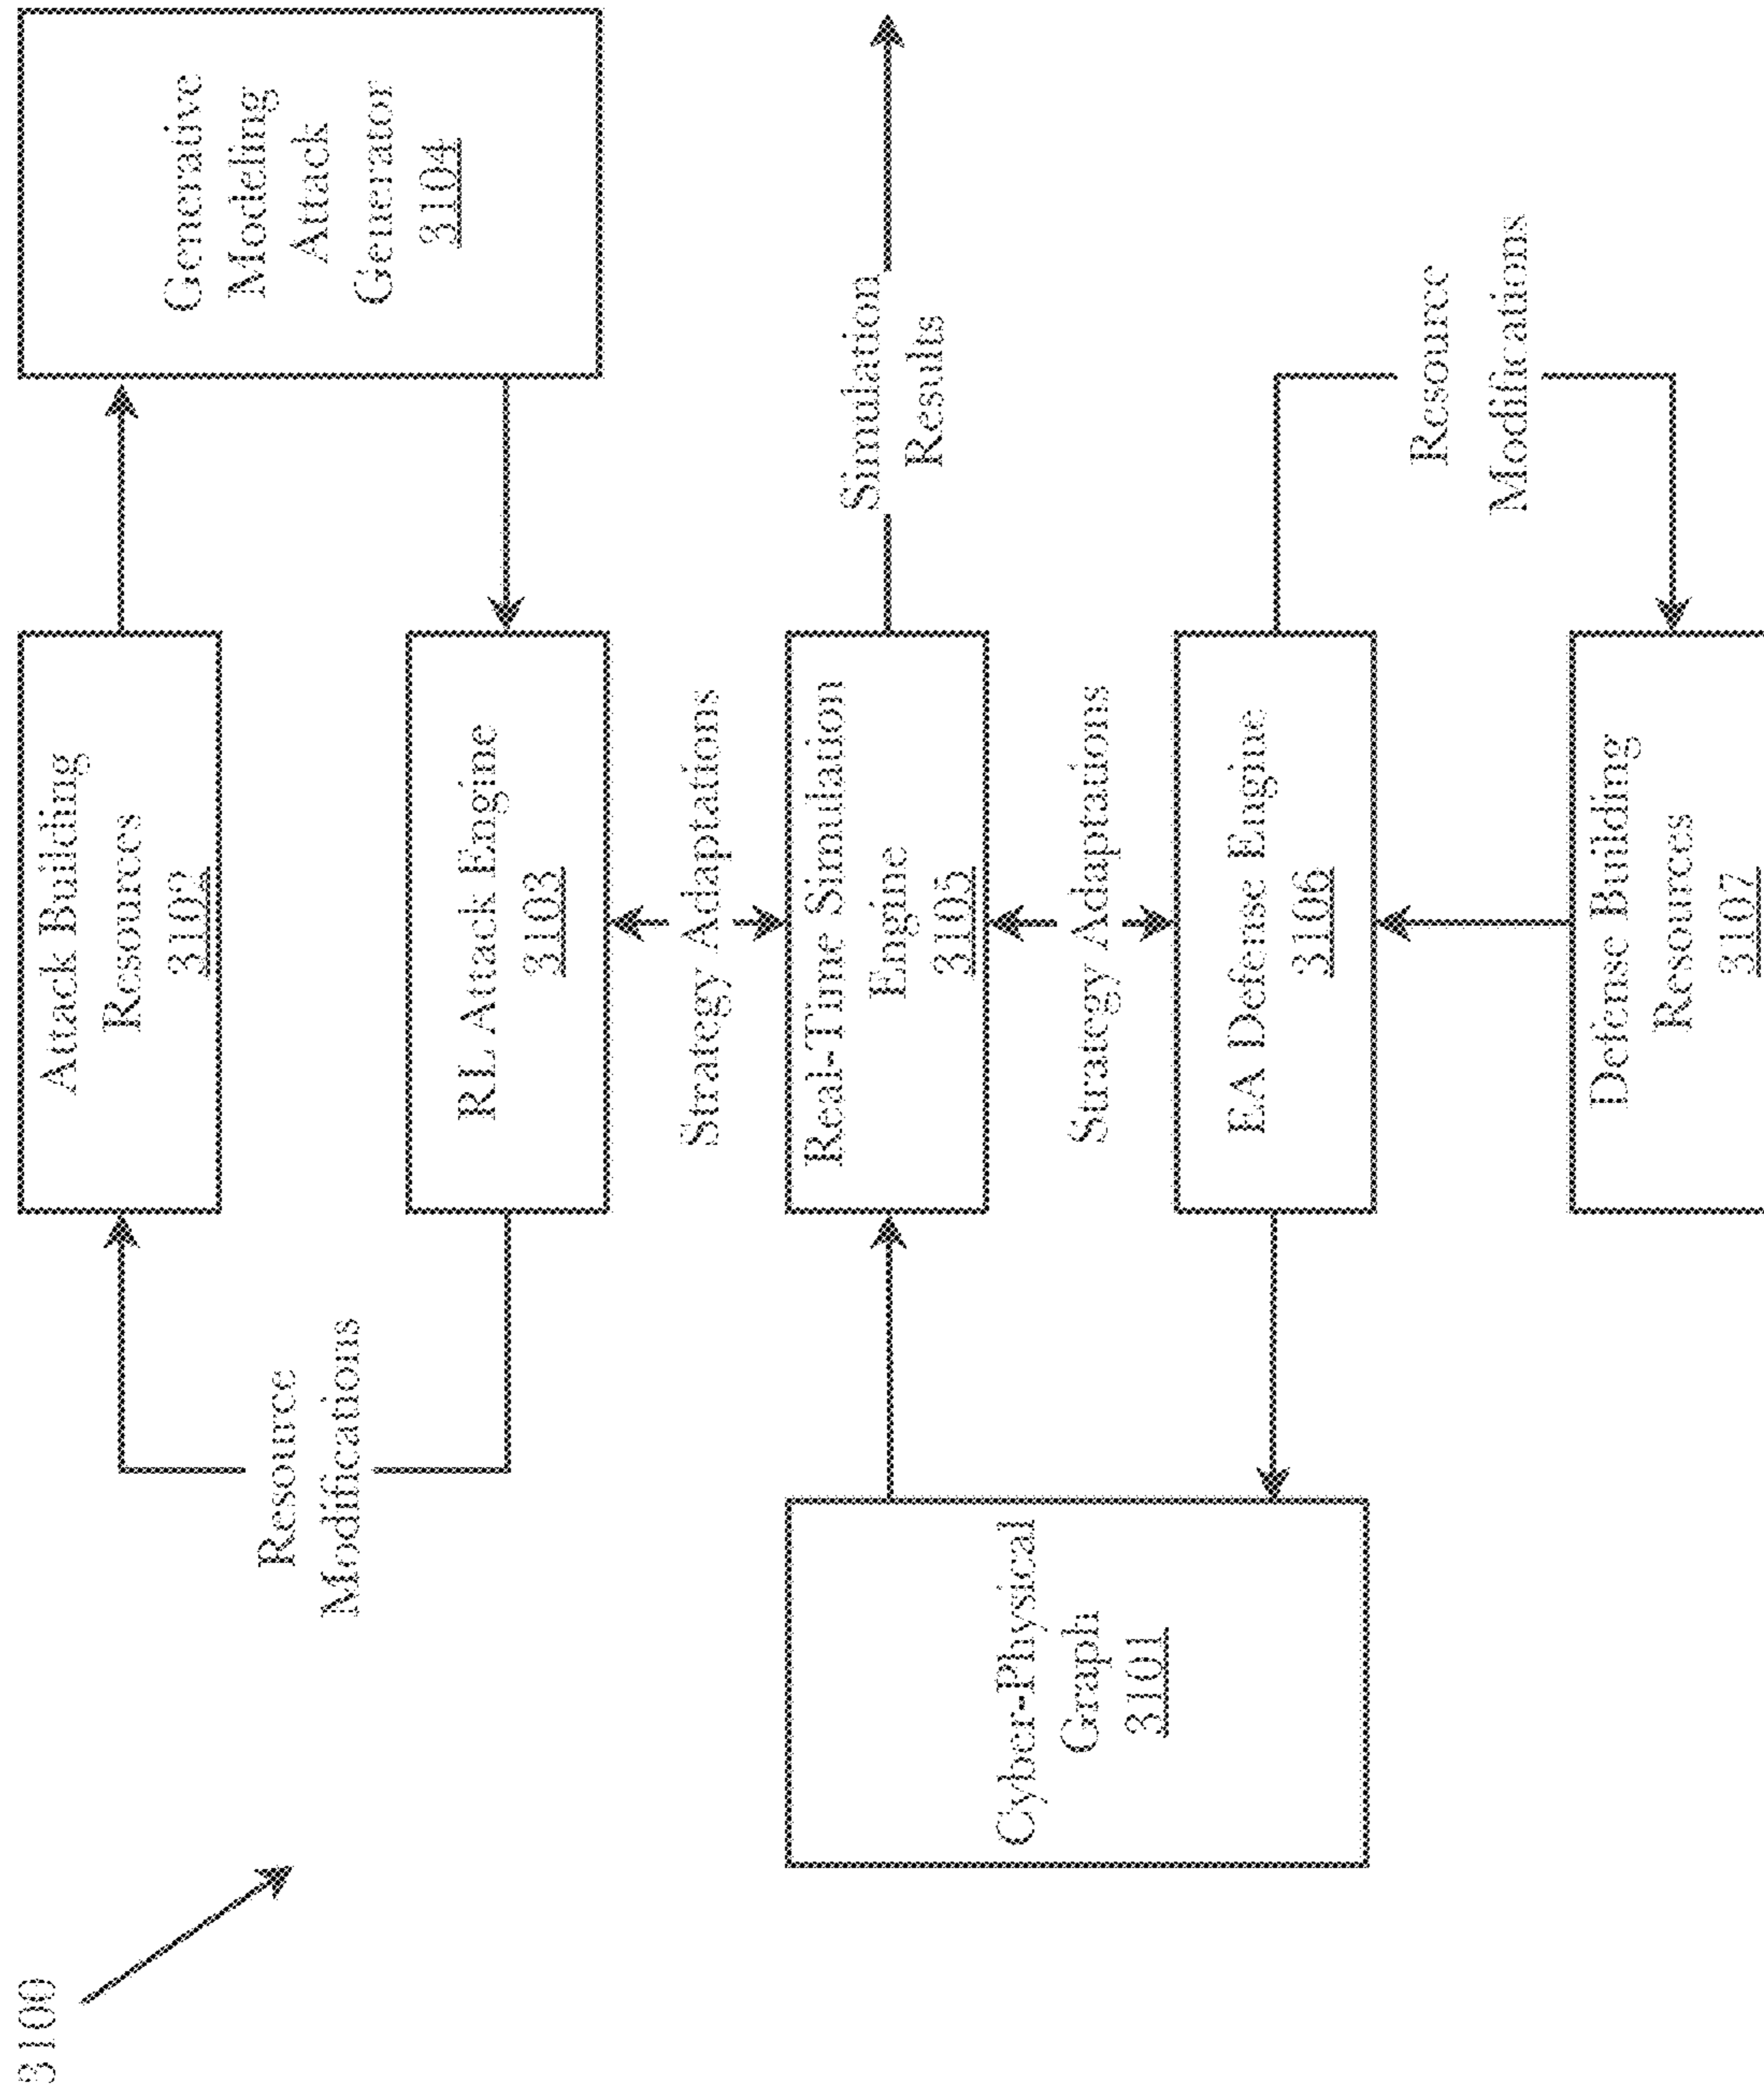 3100
Attack Building
Resources
3102
Generative
Modeling
Attack
Generator
3104
Resource
Modifications
RL Attack Engine
3103
Strategy Adaptations
Real-Time Simulation
Engine
3105
Simulation
Results
Strategy Adaptations
Cyber-Physical
Graph
3101
EA Defense Engine
3106
Resource
Modifications
Defense Building
Resources
3107